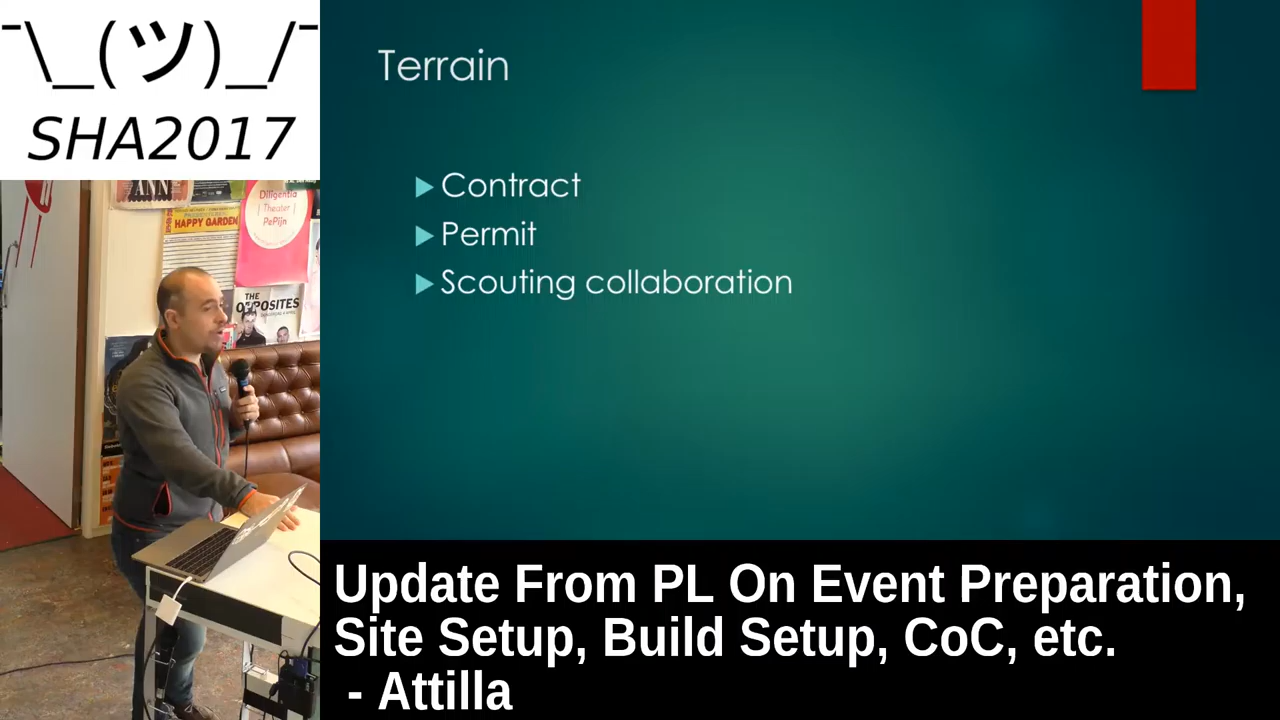 ¯\_(ツ)_/¯
SHA2017
ANN
Diligentia
Theater
PePijn
HAPPY GARDEN
THE
OPPOSITES
Terrain
Contract
Permit
Scouting collaboration
Update From PL On Event Preparation,
Site Setup, Build Setup, CoC, etc.
- Attilla